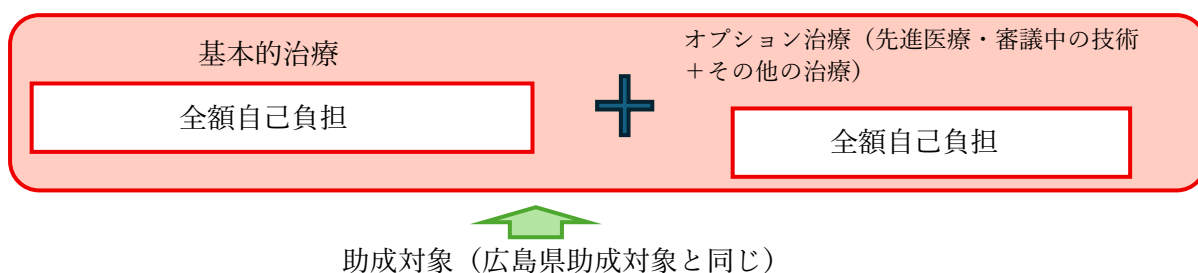 基本的治療
全額自己負担
オプション治療（先進医療・審議中の技術
＋その他の治療）
全額自己負担
助成対象（広島県助成対象と同じ）